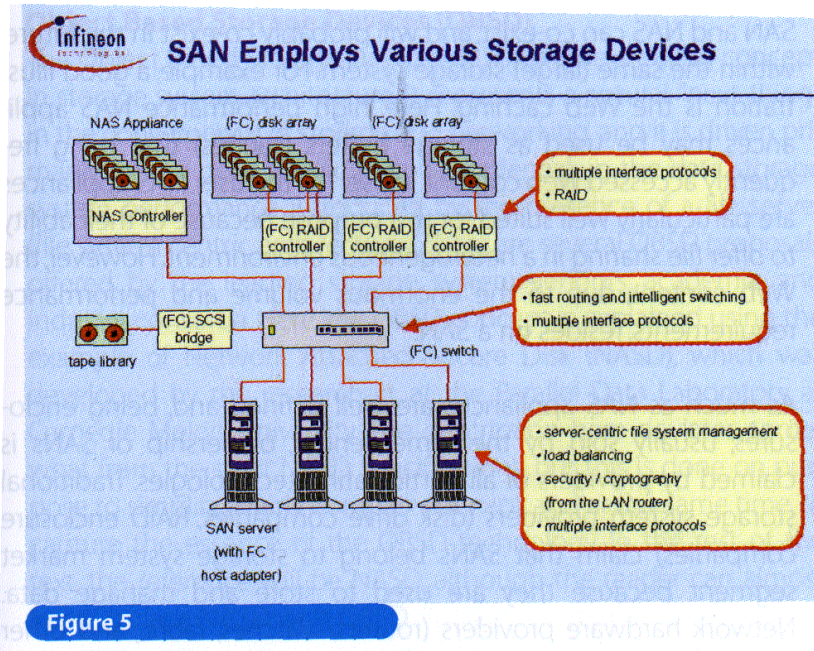 Infineon
technologies
SAN Employs Various Storage Devices
NAS Appliance
(FC) disk array
(FC) disk array
NAS Controller
(FC) RAID
controller
(FC) RAID
controller
(FC) RAID
controller
• multiple interface protocols
• RAID
• fast routing and intelligent switching
• multiple interface protocols
tape library
(FC)-SCSI
bridge
(FC) switch
SAN server
(with FC
host adapter)
• server-centric file system management
• load balancing
• security / cryptography
(from the LAN router)
• multiple interface protocols
Figure 5